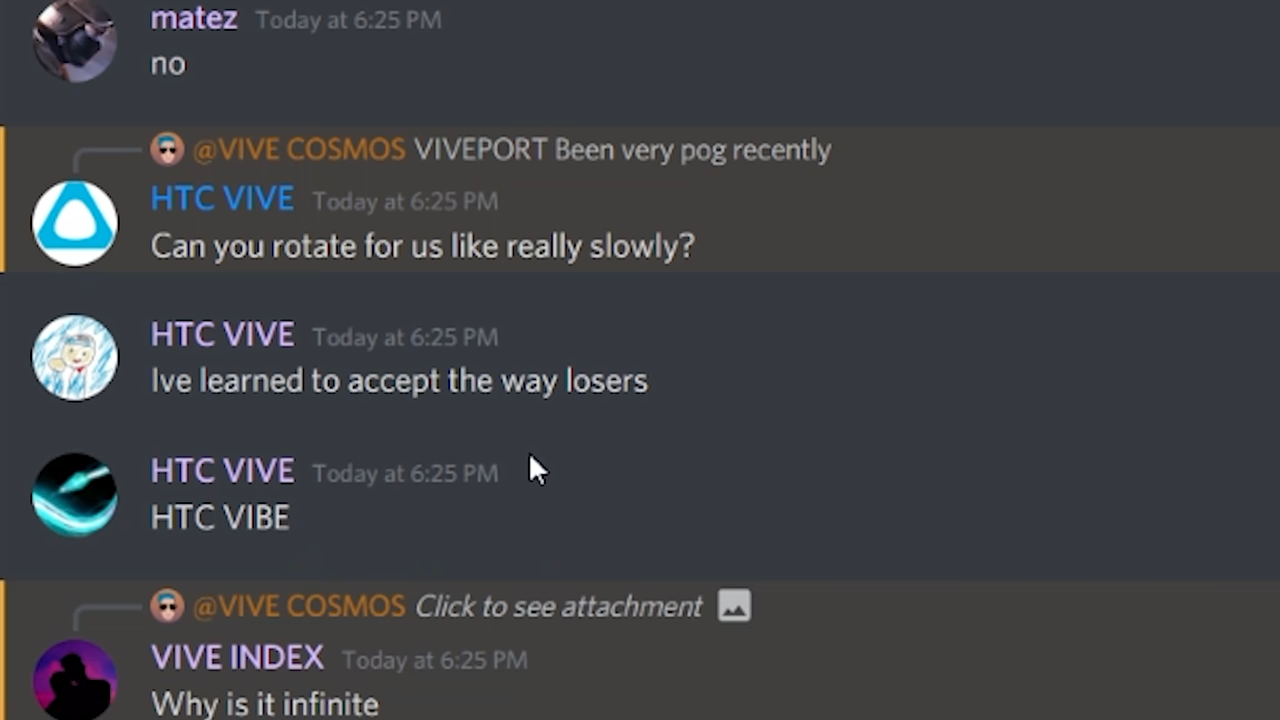 matez Today at 6:25 PM
no
@VIVE COSMOS VIVEPORT Been very pog recently
HTC VIVE Today at 6:25 PM
Can you rotate for us like really slowly?
HTC VIVE Today at 6:25 PM
Ive learned to accept the way losers
HTC VIVE Today at 6:25 PM
HTC VIBE
@VIVE COSMOS Click to see attachment
VIVE INDEX Today at 6:25 PM
Why is it infinite